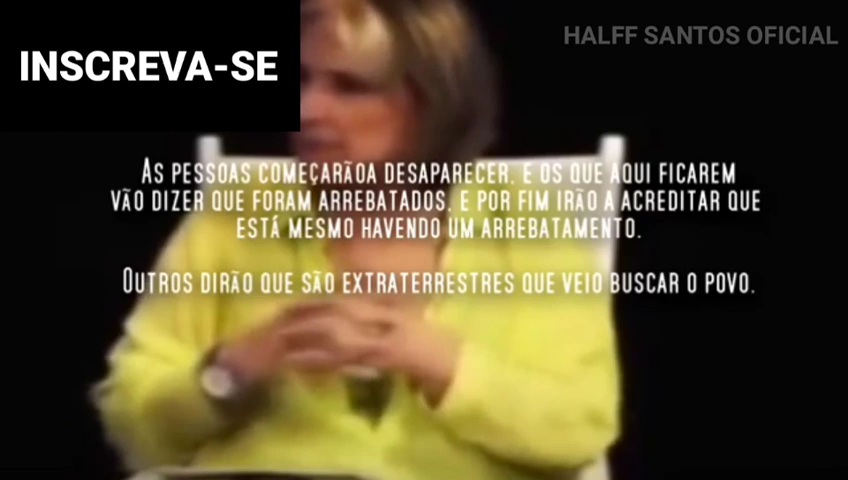 INSCREVA-SE
HALFF SANTOS OFICIAL
AS PESSOAS COMEÇARÃOA DESAPARECER, E OS QUE AQUI FICAREM
VÃO DIZER QUE FORAM ARREBATADOS, E POR FIM IRÃO A ACREDITAR QUE
ESTÁ MESMO HAVENDO UM ARREBATAMENTO.
OUTROS DIRÃO QUE SÃO EXTRATERRESTRES QUE VEIO BUSCAR O POVO.